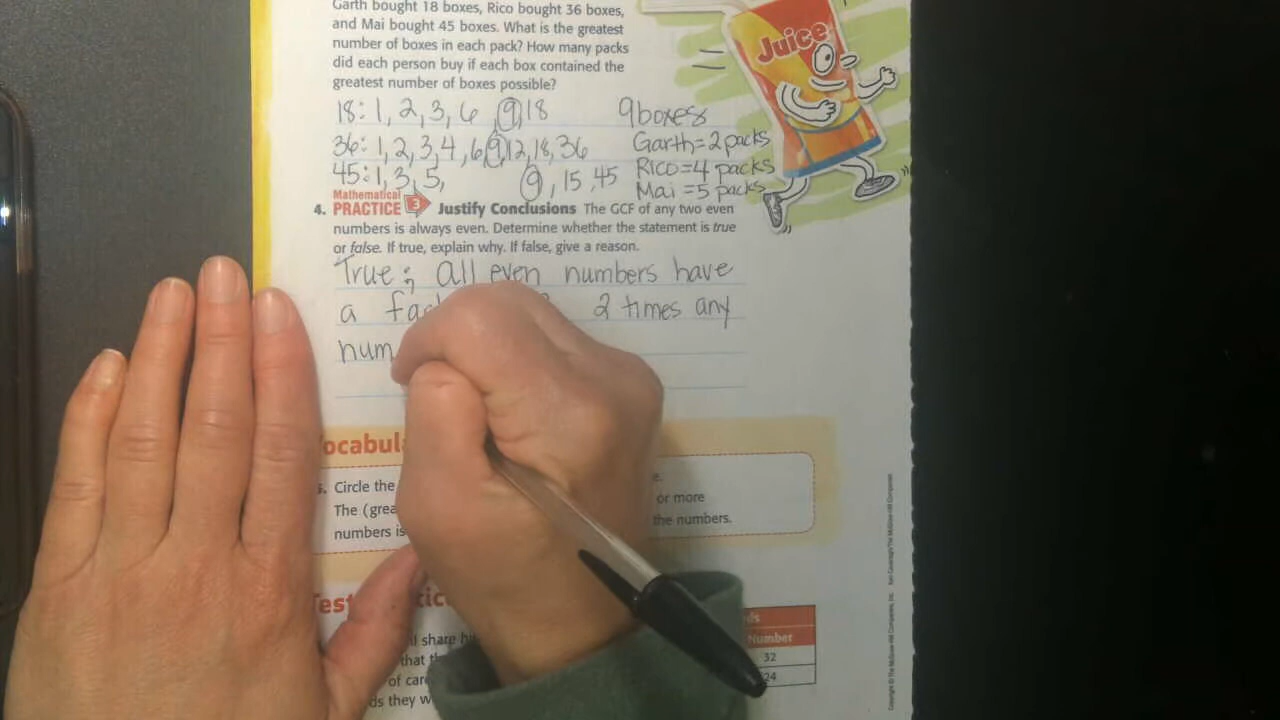 Garth bought 18 boxes, Rico bought 36 boxes,
and Mai bought 45 boxes. What is the greatest
number of boxes in each pack? How many packs
did each person buy if each box contained the
greatest number of boxes possible?
Juice
18: 1, 2, 3, 6, 9, 18 9 boxes
36: 1, 2, 3, 4, 6, 9, 12, 18, 36 Garth=2 packs
45: 1, 3, 5, 9, 15, 45 Rico=4 packs
Mai =5 packs
Mathematical
4. PRACTICE 3 Justify Conclusions The GCF of any two even
numbers is always even. Determine whether the statement is true
or false. If true, explain why. If false, give a reason.
True; all even numbers have
a 2 times any
5. Circle the
or more
The the numbers.
numbers is
share
Number
that 32
of 24
they